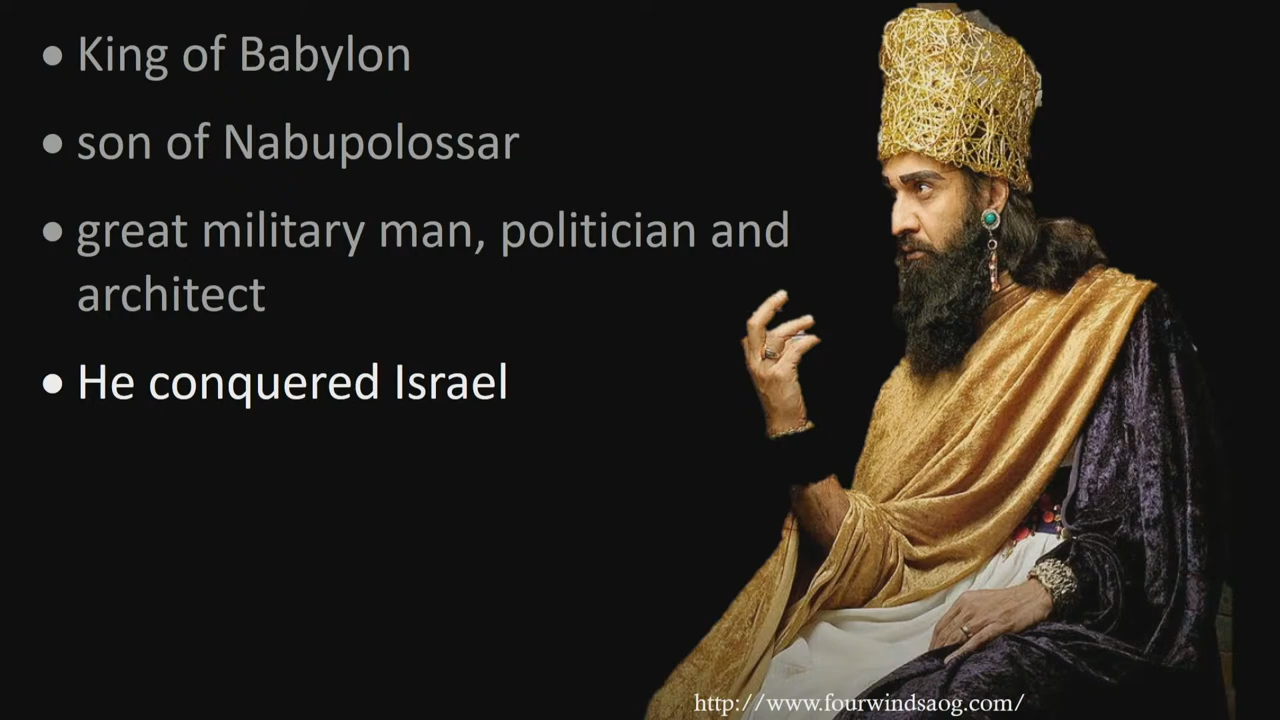 • King of Babylon
• son of Nabupolossar
• great military man, politician and
architect
• He conquered Israel
http://www.fourwindsaog.com/